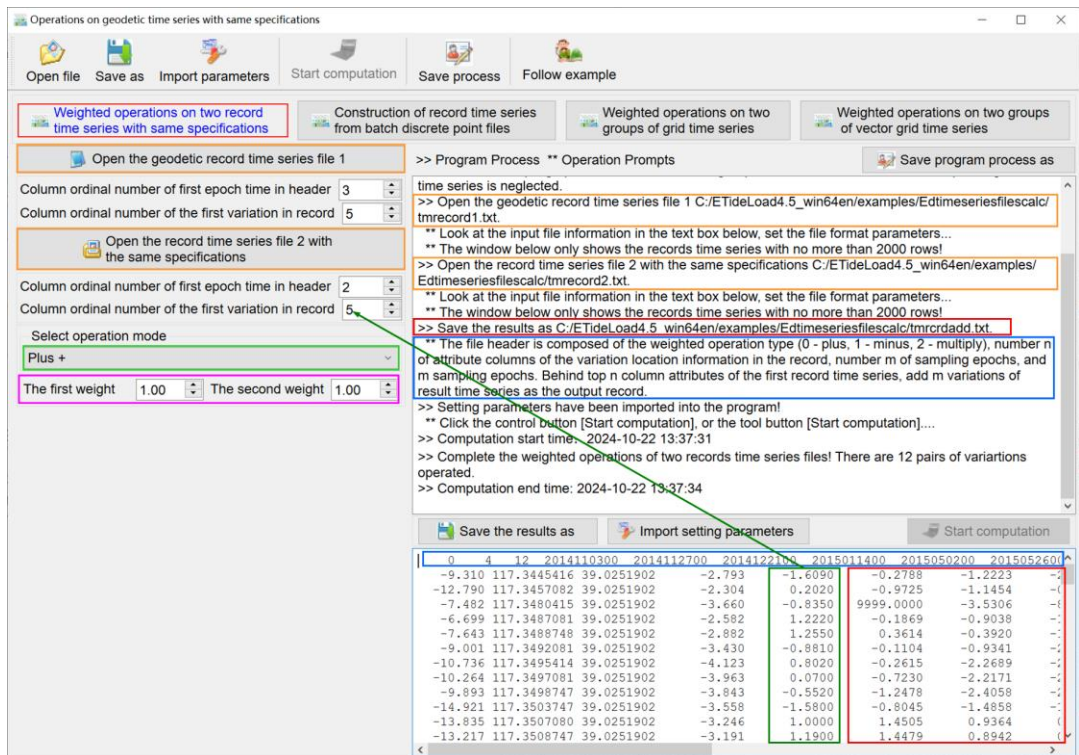 Operations on geodetic time series with same specifications
Open file Save as Import parameters Start computation Save process Follow example
Weighted operations on two record
time series with same specifications
Construction of record time series
from batch discrete point files
Weighted operations on two
groups of grid time series
Weighted operations on two groups
of vector grid time series
Open the geodetic record time series file 1
Column ordinal number of first epoch time in header 3
Column ordinal number of the first variation in record 5
Open the record time series file 2 with
the same specifications
Column ordinal number of first epoch time in header 2
Column ordinal number of the first variation in record 5
Select operation mode
Plus +
The first weight 1.00 The second weight 1.00
>> Program Process ** Operation Prompts
Save program process as
time series is neglected.
>> Open the geodetic record time series file 1 C:/ETideLoad4.5_win64en/examples/Edtimeseriesfilescalc/
tmrecord1.txt.
** Look at the input file information in the text box below, set the file format parameters...
** The window below only shows the records time series with no more than 2000 rows!
>> Open the record time series file 2 with the same specifications C:/ETideLoad4.5_win64en/examples/
Edtimeseriesfilescalc/tmrecord2.txt.
** Look at the input file information in the text box below, set the file format parameters...
** The window below only shows the records time series with no more than 2000 rows!
>> Save the results as C:/ETideLoad4.5_win64en/examples/Edtimeseriesfilescalc/tmrcrdadd.txt.
** The file header is composed of the weighted operation type (0 - plus, 1 - minus, 2 - multiply), number n
of attribute columns of the variation location information in the record, number m of sampling epochs, and
m sampling epochs. Behind top n column attributes of the first record time series, add m variations of
result time series as the output record.
>> Setting parameters have been imported into the program!
** Click the control button [Start computation], or the tool button [Start computation]....
>> Computation start time: 2024-10-22 13:37:31
>> Complete the weighted operations of two records time series files! There are 12 pairs of variartions
operated.
>> Computation end time: 2024-10-22 13:37:34
Save the results as Import setting parameters Start computation
0 4 12 2014110300 2014112700 2014122100 2015011400 2015050200 2015052600
-9.310 117.3445416 39.0251902 -2.793 -1.6090 -0.2788 -1.2223
-12.790 117.3457082 39.0251902 -2.304 0.2020 -0.9725 -1.1454
-7.482 117.3480415 39.0251902 -3.660 -0.8350 9999.0000 -3.5306
-6.699 117.3487081 39.0251902 -2.582 1.2220 -0.1869 -0.9038
-7.643 117.3488748 39.0251902 -2.882 1.2550 0.3614 -0.3920
-9.001 117.3492081 39.0251902 -3.430 -0.8810 -0.1104 -0.9341
-10.736 117.3495414 39.0251902 -4.123 0.8020 -0.2615 -2.2689
-10.264 117.3497081 39.0251902 -3.963 0.0700 -0.7230 -2.2171
-9.893 117.3498747 39.0251902 -3.843 -0.5520 -1.2478 -2.4058
-14.921 117.3503747 39.0251902 -3.558 -1.5800 -0.8045 -1.4858
-13.835 117.3507080 39.0251902 -3.246 1.0000 1.4505 0.9364
-13.217 117.3508747 39.0251902 -3.191 1.1900 1.4479 0.8942